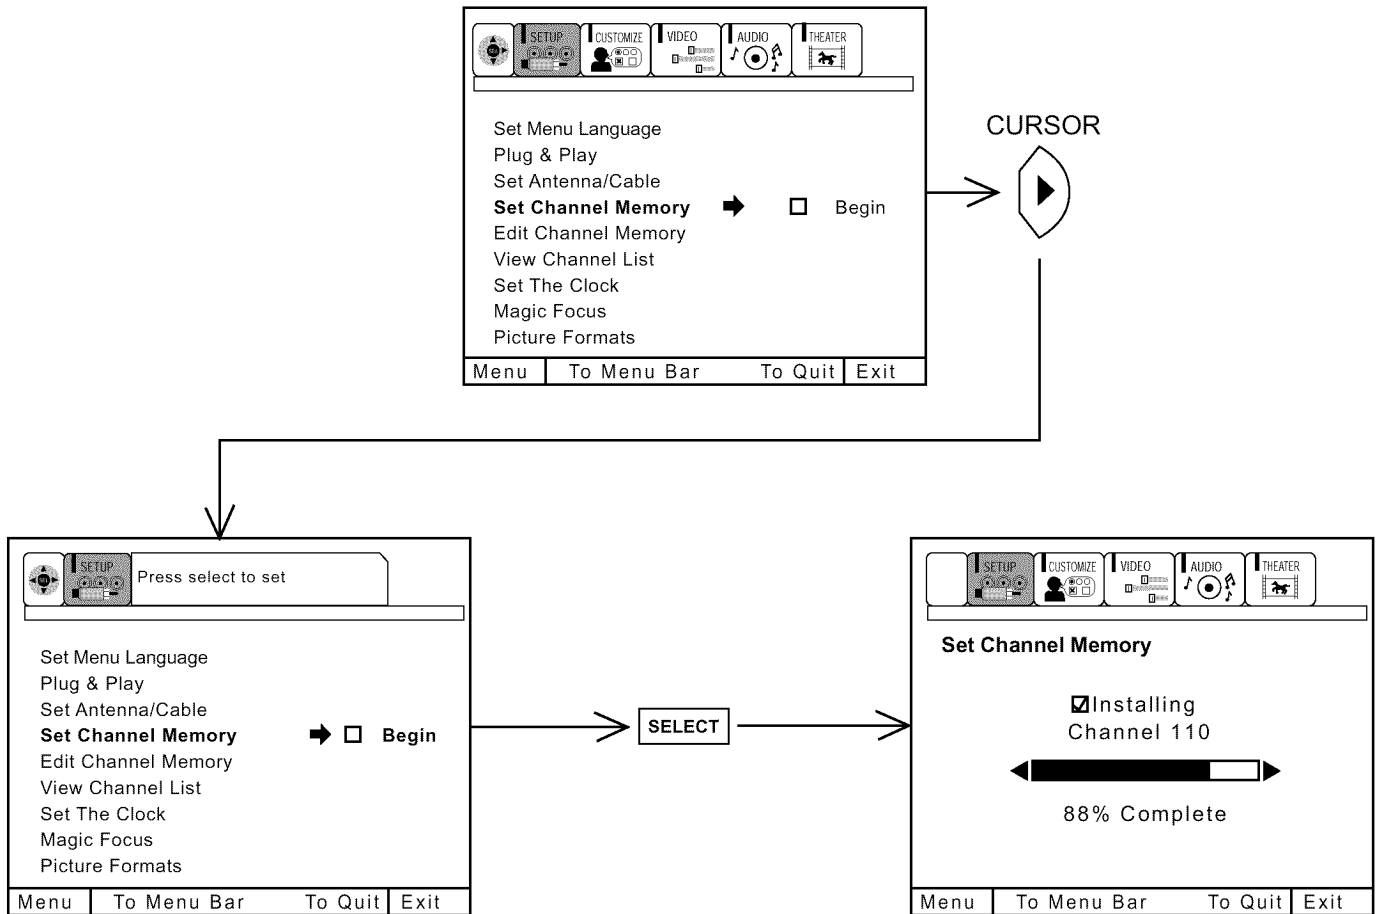 SETUP CUSTOMIZE VIDEO AUDIO THEATER
SEL
Set Menu Language
Plug & Play
Set Antenna/Cable
Set Channel Memory Begin
Edit Channel Memory
View Channel List
Set The Clock
Magic Focus
Picture Formats
Menu To Menu Bar To Quit Exit
CURSOR
SETUP
SEL
Press select to set
Set Menu Language
Plug & Play
Set Antenna/Cable
Set Channel Memory Begin
Edit Channel Memory
View Channel List
Set The Clock
Magic Focus
Picture Formats
Menu To Menu Bar To Quit Exit
SELECT
SETUP CUSTOMIZE VIDEO AUDIO THEATER
Set Channel Memory
Installing
Channel 110
88% Complete
Menu To Menu Bar To Quit Exit